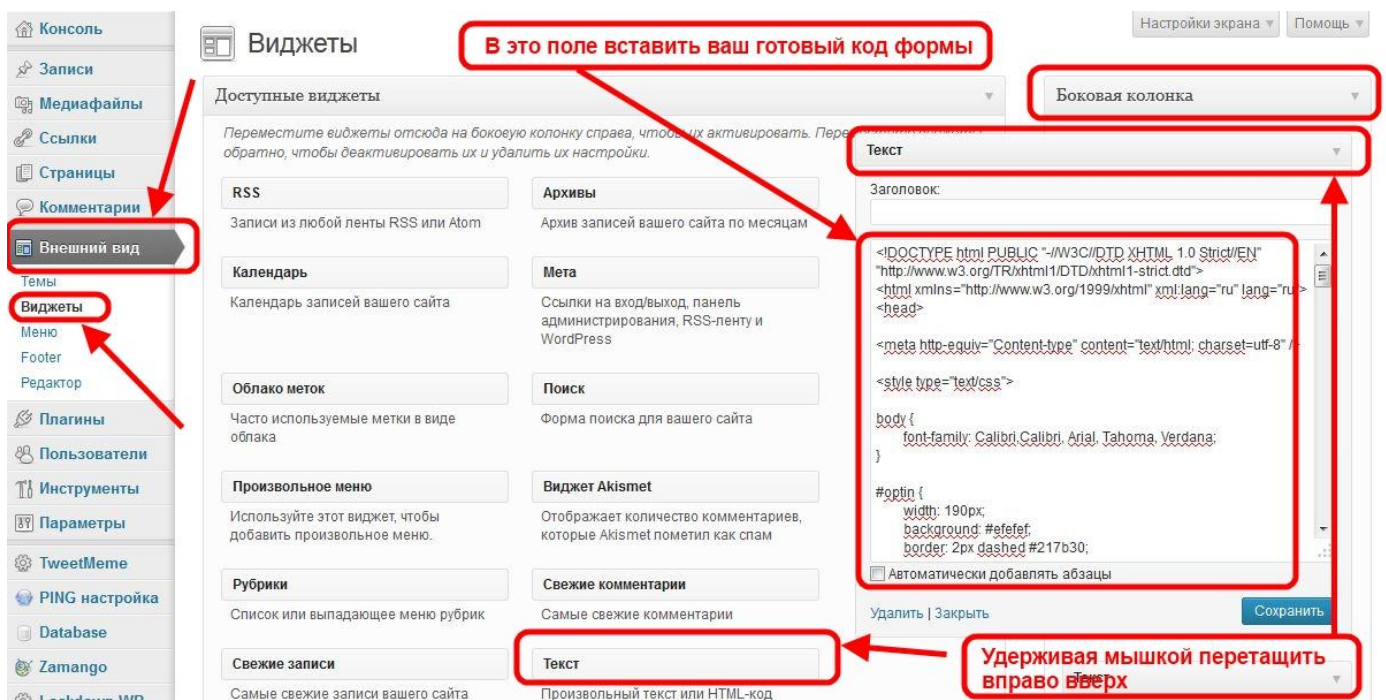 Консоль
Записи
Медиафайлы
Ссылки
Страницы
Комментарии
Внешний вид
Темы
Виджеты
Меню
Footer
Редактор
Плагины
Пользователи
Инструменты
Параметры
TweetMeme
PING настройка
Database
Zamango
Lockdown WP
Настройки экрана
Помощь
Виджеты
В это поле вставить ваш готовый код формы
Доступные виджеты
Переместите виджеты отсюда на боковую колонку справа, чтобы их активировать.
обратно, чтобы деактивировать их и удалить их настройки.
RSS
Записи из любой ленты RSS или Atom
Архивы
Архив записей вашего сайта по месяцам
Календарь
Календарь записей вашего сайта
Мета
Ссылки на вход/выход, панель
администрирования, RSS-ленту и
WordPress
Облако меток
Часто используемые метки в виде
облака
Поиск
Форма поиска для вашего сайта
Произвольное меню
Используйте этот виджет, чтобы
добавить произвольное меню.
Виджет Akismet
Отображает количество комментариев,
которые Akismet пометил как спам
Рубрики
Список или выпадающее меню рубрик
Свежие комментарии
Самые свежие комментарии
Свежие записи
Самые свежие записи вашего сайта
Текст
Произвольный текст или HTML-код
Боковая колонка
Текст
Заголовок:
<!DOCTYPE html PUBLIC "-//W3C//DTD XHTML 1.0 Strict//EN"
"http://www.w3.org/TR/xhtml1/DTD/xhtml1-strict.dtd">
<html xmlns="http://www.w3.org/1999/xhtml" xml:lang="ru" lang="ru">
<head>
<meta http-equiv="Content-type" content="text/html; charset=utf-8" />
<style type="text/css">
body {
font-family: Calibri,Calibri, Arial, Tahoma, Verdana;
}
#optin {
width: 190px;
background: #efefef;
border: 2px dashed #217b30;
Автоматически добавлять абзацы
Удалить | Закрыть
Сохранить
Удерживая мышкой перетащить
вправо вверх
Текст